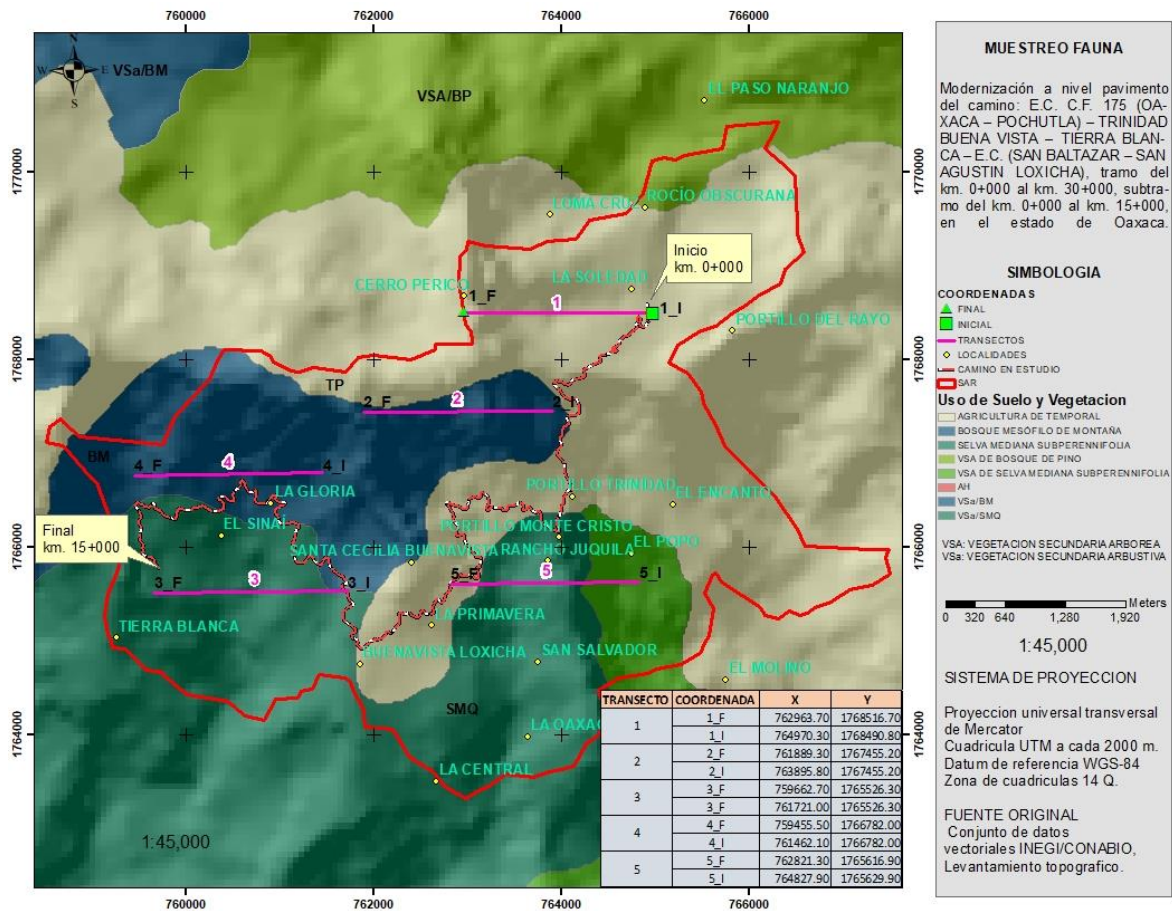 760000 762000 764000 766000
N
W E
S
VSa/BM
VSA/BP
EL PASO NARANJO
1770000 1770000
LOMA CRUZ
ROCÍO OBSCURANA
Inicio
km. 0+000
LA SOLEDAD
CERRO PERICO
1_F 1 1_I
PORTILLO DEL RAYO
1768000 1768000
TP
2_F 2 2_I
BM
4_F 4 4_I
LA GLORIA
PORTILLO TRINIDAD
EL ENCANTO
EL SINAI
PORTILLO MONTE CRISTO
Final
km. 15+000
1766000 1766000
SANTA CECILIA BUENAVISTA
RANCHO JUQUILA
EL POPO
3_F 3 3_I
5_F 5 5_I
TIERRA BLANCA
LA PRIMAVERA
BUENAVISTA LOXICHA
SAN SALVADOR
EL MOLINO
SMQ
1764000 1764000
LA OAXAC
LA CENTRAL
1:45,000
TRANSECTO COORDENADA X Y
1 1_F 762963.70 1768516.70
1_I 764970.30 1768490.80
2 2_F 761889.30 1767455.20
2_I 763895.80 1767455.20
3 3_F 759662.70 1765526.30
3_I 761721.00 1765526.30
4 4_F 759455.50 1766782.00
4_I 761462.10 1766782.00
5 5_F 762821.30 1765616.90
5_I 764827.90 1765629.90
760000 762000 764000 766000
MUESTREO FAUNA
Modernización a nivel pavimento
del camino: E.C. C.F. 175 (OA-
XACA – POCHUTLA) – TRINIDAD
BUENA VISTA – TIERRA BLAN-
CA – E.C. (SAN BALTAZAR – SAN
AGUSTIN LOXICHA), tramo del
km. 0+000 al km. 30+000, subtra-
mo del km. 0+000 al km. 15+000,
en el estado de Oaxaca.
SIMBOLOGIA
COORDENADAS
FINAL
INICIAL
TRANSECTOS
LOCALIDADES
CAMINO EN ESTUDIO
SAR
Uso de Suelo y Vegetacion
AGRICULTURA DE TEMPORAL
BOSQUE MESÓFILO DE MONTAÑA
SELVA MEDIANA SUBPERENNIFOLIA
VSA DE BOSQUE DE PINO
VSA DE SELVA MEDIANA SUBPERENNIFOLIA
AH
VSa/BM
VSa/SMQ
VSA: VEGETACION SECUNDARIA ARBOREA
VSa: VEGETACION SECUNDARIA ARBUSTIVA
Meters
0 320 640 1,280 1,920
1:45,000
SISTEMA DE PROYECCION
Proyeccion universal transversal
de Mercator
Cuadricula UTM a cada 2000 m.
Datum de referencia WGS-84
Zona de cuadriculas 14 Q.
FUENTE ORIGINAL
Conjunto de datos
vectoriales INEGI/CONABIO,
Levantamiento topografico.